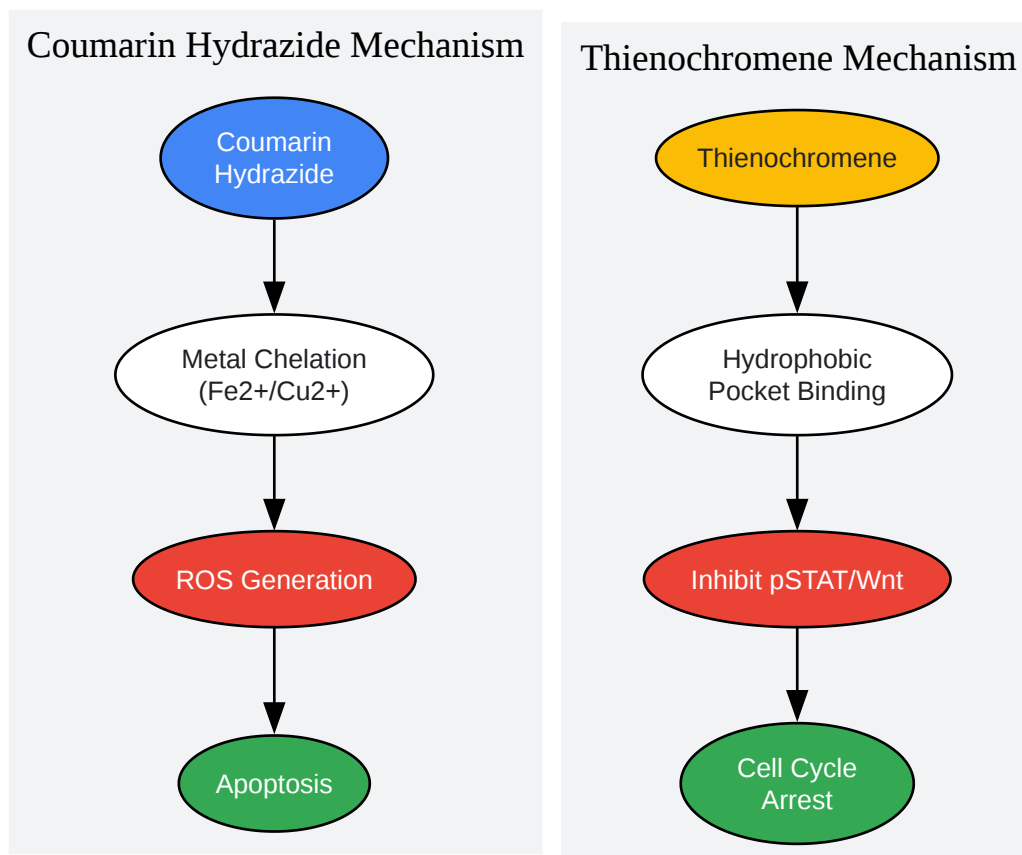 Coumarin Hydrazide Mechanism
Coumarin
Hydrazide
Metal Chelation
(Fe2+/Cu2+)
ROS Generation
Apoptosis
Thienochromene Mechanism
Thienochromene
Hydrophobic
Pocket Binding
Inhibit pSTAT/Wnt
Cell Cycle
Arrest